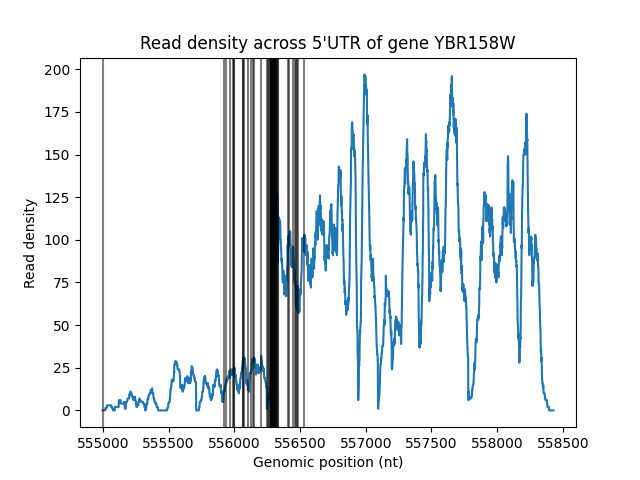 Read density across 5'UTR of gene YBR158W
Read density
200
175
150
125
100
75
50
25
0
555000 555500 556000 556500 557000 557500 558000 558500
Genomic position (nt)